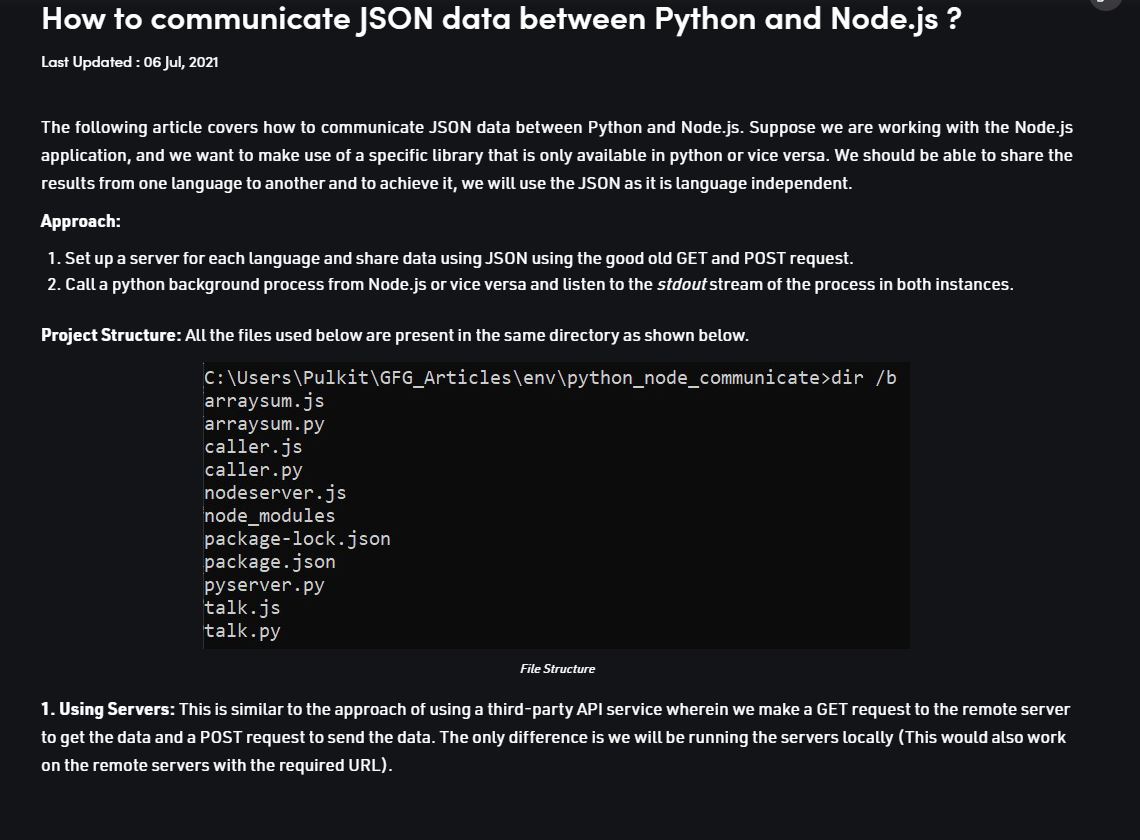 How to communicate JSON data between Python and Node.js ?
Last Updated : 06 Jul, 2021
The following article covers how to communicate JSON data between Python and Node.js. Suppose we are working with the Node.js
application, and we want to make use of a specific library that is only available in python or vice versa. We should be able to share the
results from one language to another and to achieve it, we will use the JSON as it is language independent.
Approach:
1. Set up a server for each language and share data using JSON using the good old GET and POST request.
2. Call a python background process from Node.js or vice versa and listen to the stdout stream of the process in both instances.
Project Structure: All the files used below are present in the same directory as shown below.
C:\Users\Pulkit\GFG_Articles\env\python_node_communicate>dir /b
arraysum.js
arraysum.py
caller.js
caller.py
nodeserver.js
node_modules
package-lock.json
package.json
pyserver.py
talk.js
talk.py
File Structure
1. Using Servers: This is similar to the approach of using a third-party API service wherein we make a GET request to the remote server
to get the data and a POST request to send the data. The only difference is we will be running the servers locally (This would also work
on the remote servers with the required URL).